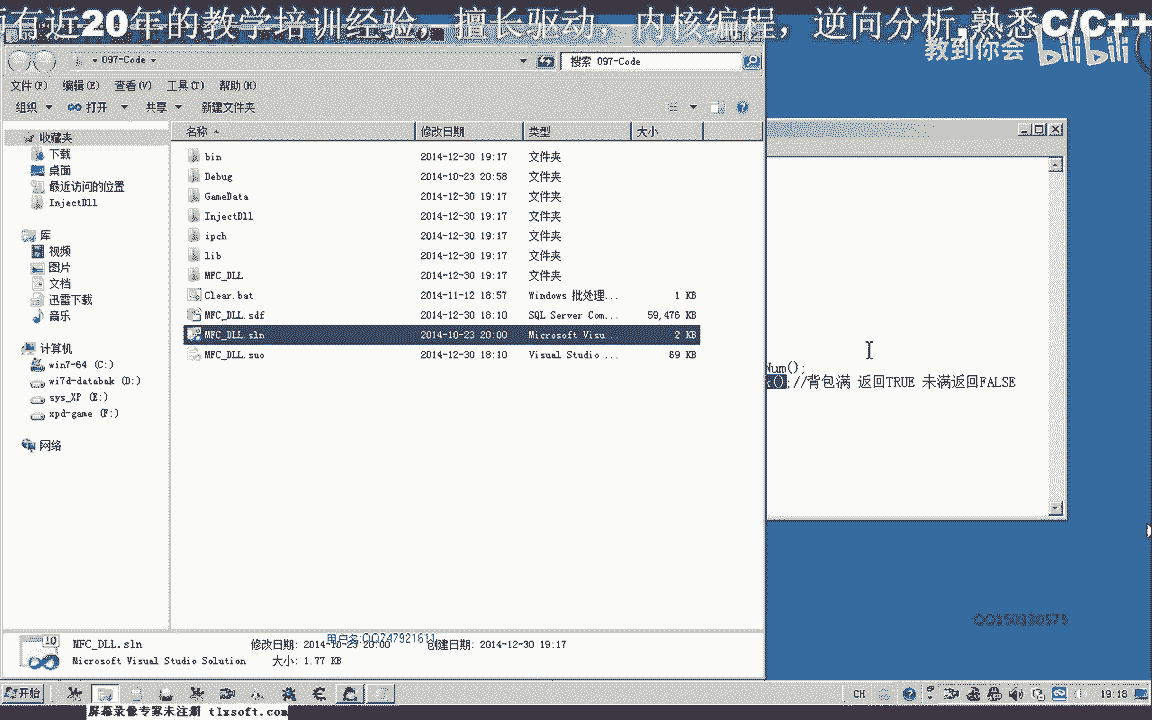 有近20年的教学培训经验，擅长驱动，内核编程，逆向分析,熟悉C/C++
教到你会 bilibili
097-Code
搜索 097-Code
文件(F) 编辑(E) 查看(V) 工具(T) 帮助(H)
组织 打开 共享 新建文件夹
名称 修改日期 类型 大小
收藏夹
下载
桌面
最近访问的位置
InjectDll
库
视频
图片
文档
迅雷下载
音乐
计算机
win7-64 (C:)
wi7d-databak (D:)
sys_XP (E:)
xpd-game (F:)
网络
bin 2014-12-30 19:17 文件夹
Debug 2014-10-23 20:58 文件夹
GameData 2014-12-30 19:17 文件夹
InjectDll 2014-12-30 19:17 文件夹
ipch 2014-12-30 19:17 文件夹
lib 2014-12-30 19:17 文件夹
MFC_DLL 2014-12-30 19:17 文件夹
Clear.bat 2014-11-12 18:57 Windows 批处理... 1 KB
MFC_DLL.sdf 2014-12-30 18:10 SQL Server Com... 59,476 KB
MFC_DLL.sln 2014-10-23 20:00 Microsoft Visu... 2 KB
MFC_DLL.suo 2014-12-30 18:10 Visual Studio ... 89 KB
Num();
();//背包满 返回TRUE 未满返回FALSE
MFC_DLL.sln 修改日期: 2014-10-23 20:00 创建日期: 2014-12-30 19:17
Microsoft Visual Studio Solution 大小: 1.77 KB
开始 CH 19:18
屏幕录像专家未注册 tlxsoft.com